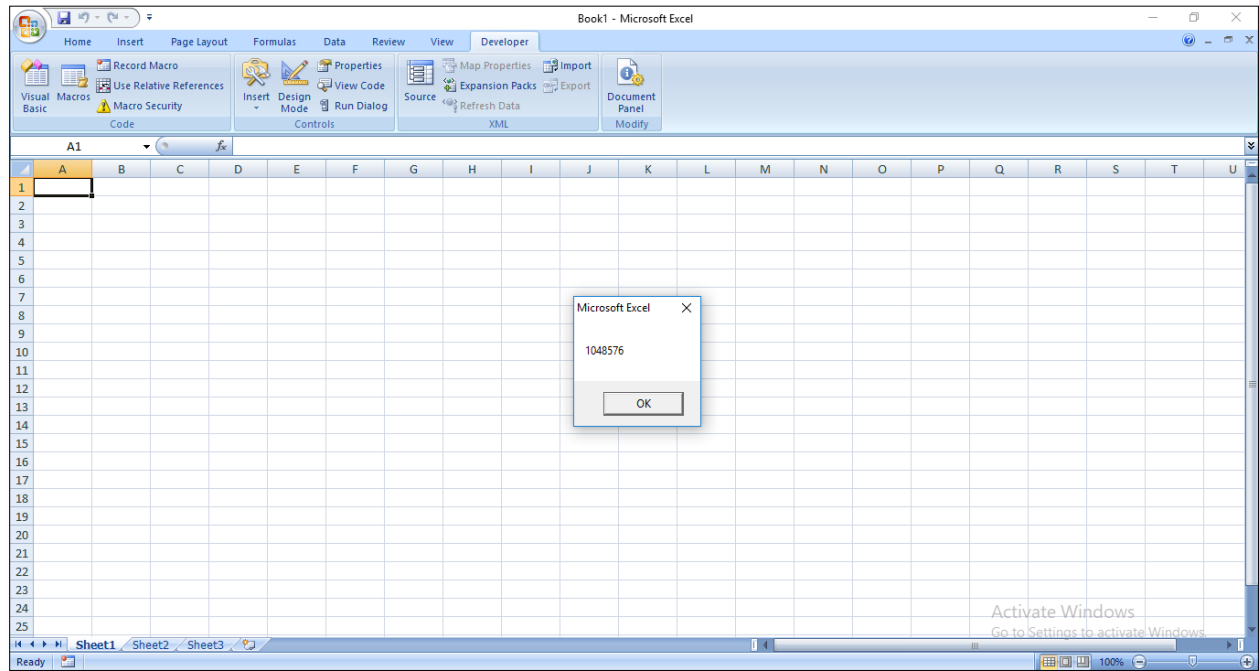 Book1 - Microsoft Excel
Home Insert Page Layout Formulas Data Review View Developer
Visual Basic
Macros
Record Macro
Use Relative References
Macro Security
Code
Insert
Design Mode
Properties
View Code
Run Dialog
Controls
Source
Map Properties
Expansion Packs
Refresh Data
Import
Export
XML
Document Panel
Modify
A1 fx
A B C D E F G H I J K L M N O P Q R S T U
1
2
3
4
5
6
7
8
9
10
11
12
13
14
15
16
17
18
19
20
21
22
23
24
25
Microsoft Excel
1048576
OK
Activate Windows
Go to Settings to activate Windows.
Sheet1 Sheet2 Sheet3
Ready 100%